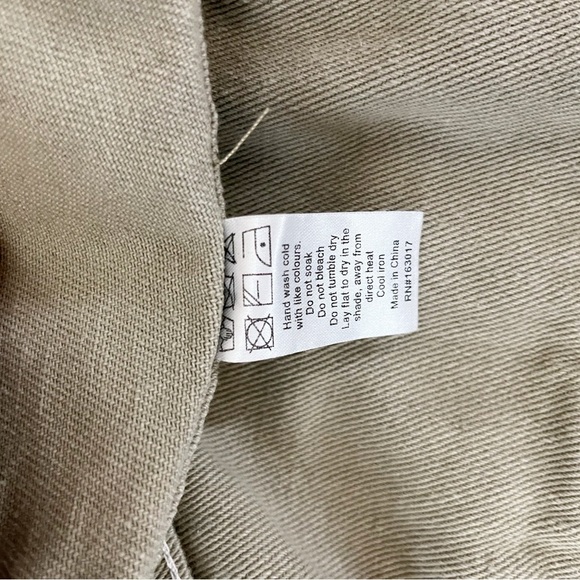 Hand wash cold
with like colours.
Do not soak
Do not bleach
Do not tumble dry
Lay flat to dry in the
shade, away from
direct heat
Cool iron
Made in China
RN#163017